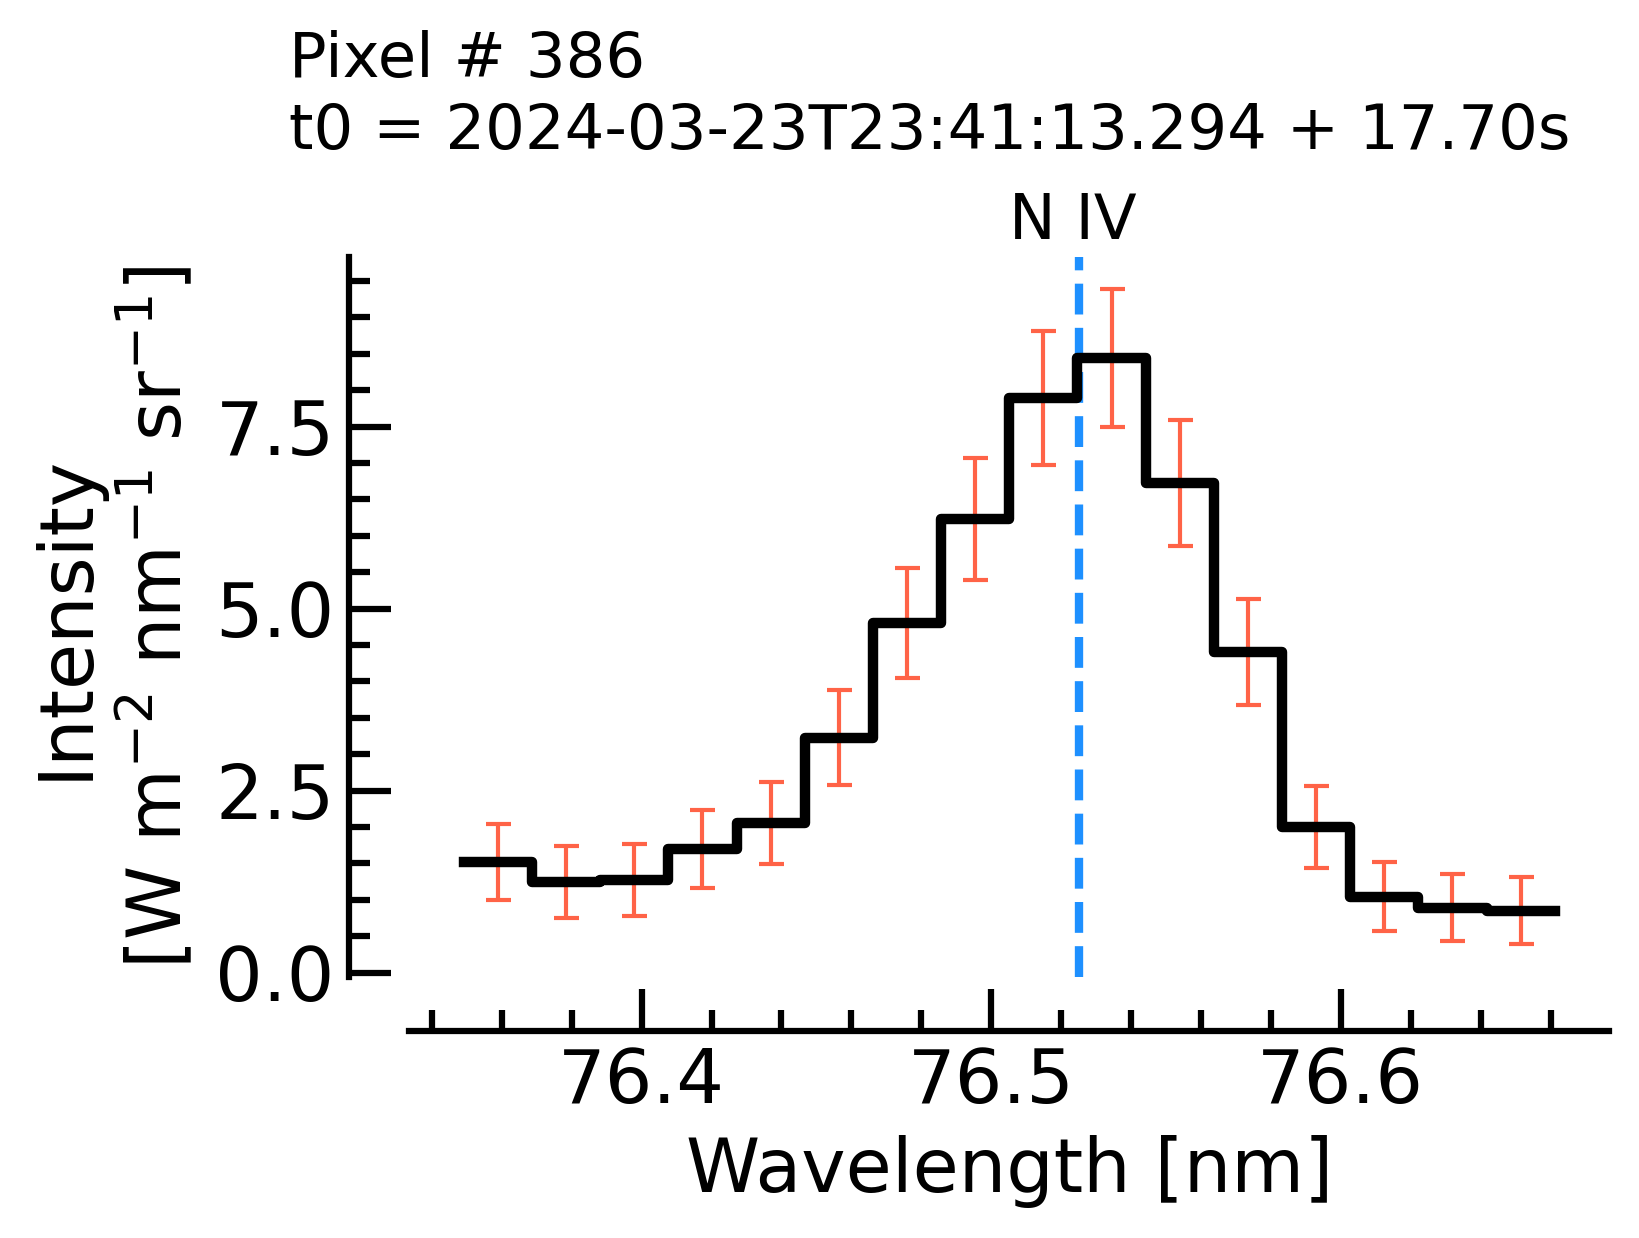 Pixel # 386
t0 = 2024-03-23T23:41:13.294 + 17.70s
N IV
Intensity
[W m⁻² nm⁻¹ sr⁻¹]
7.5
5.0
2.5
0.0
76.4 76.5 76.6
Wavelength [nm]